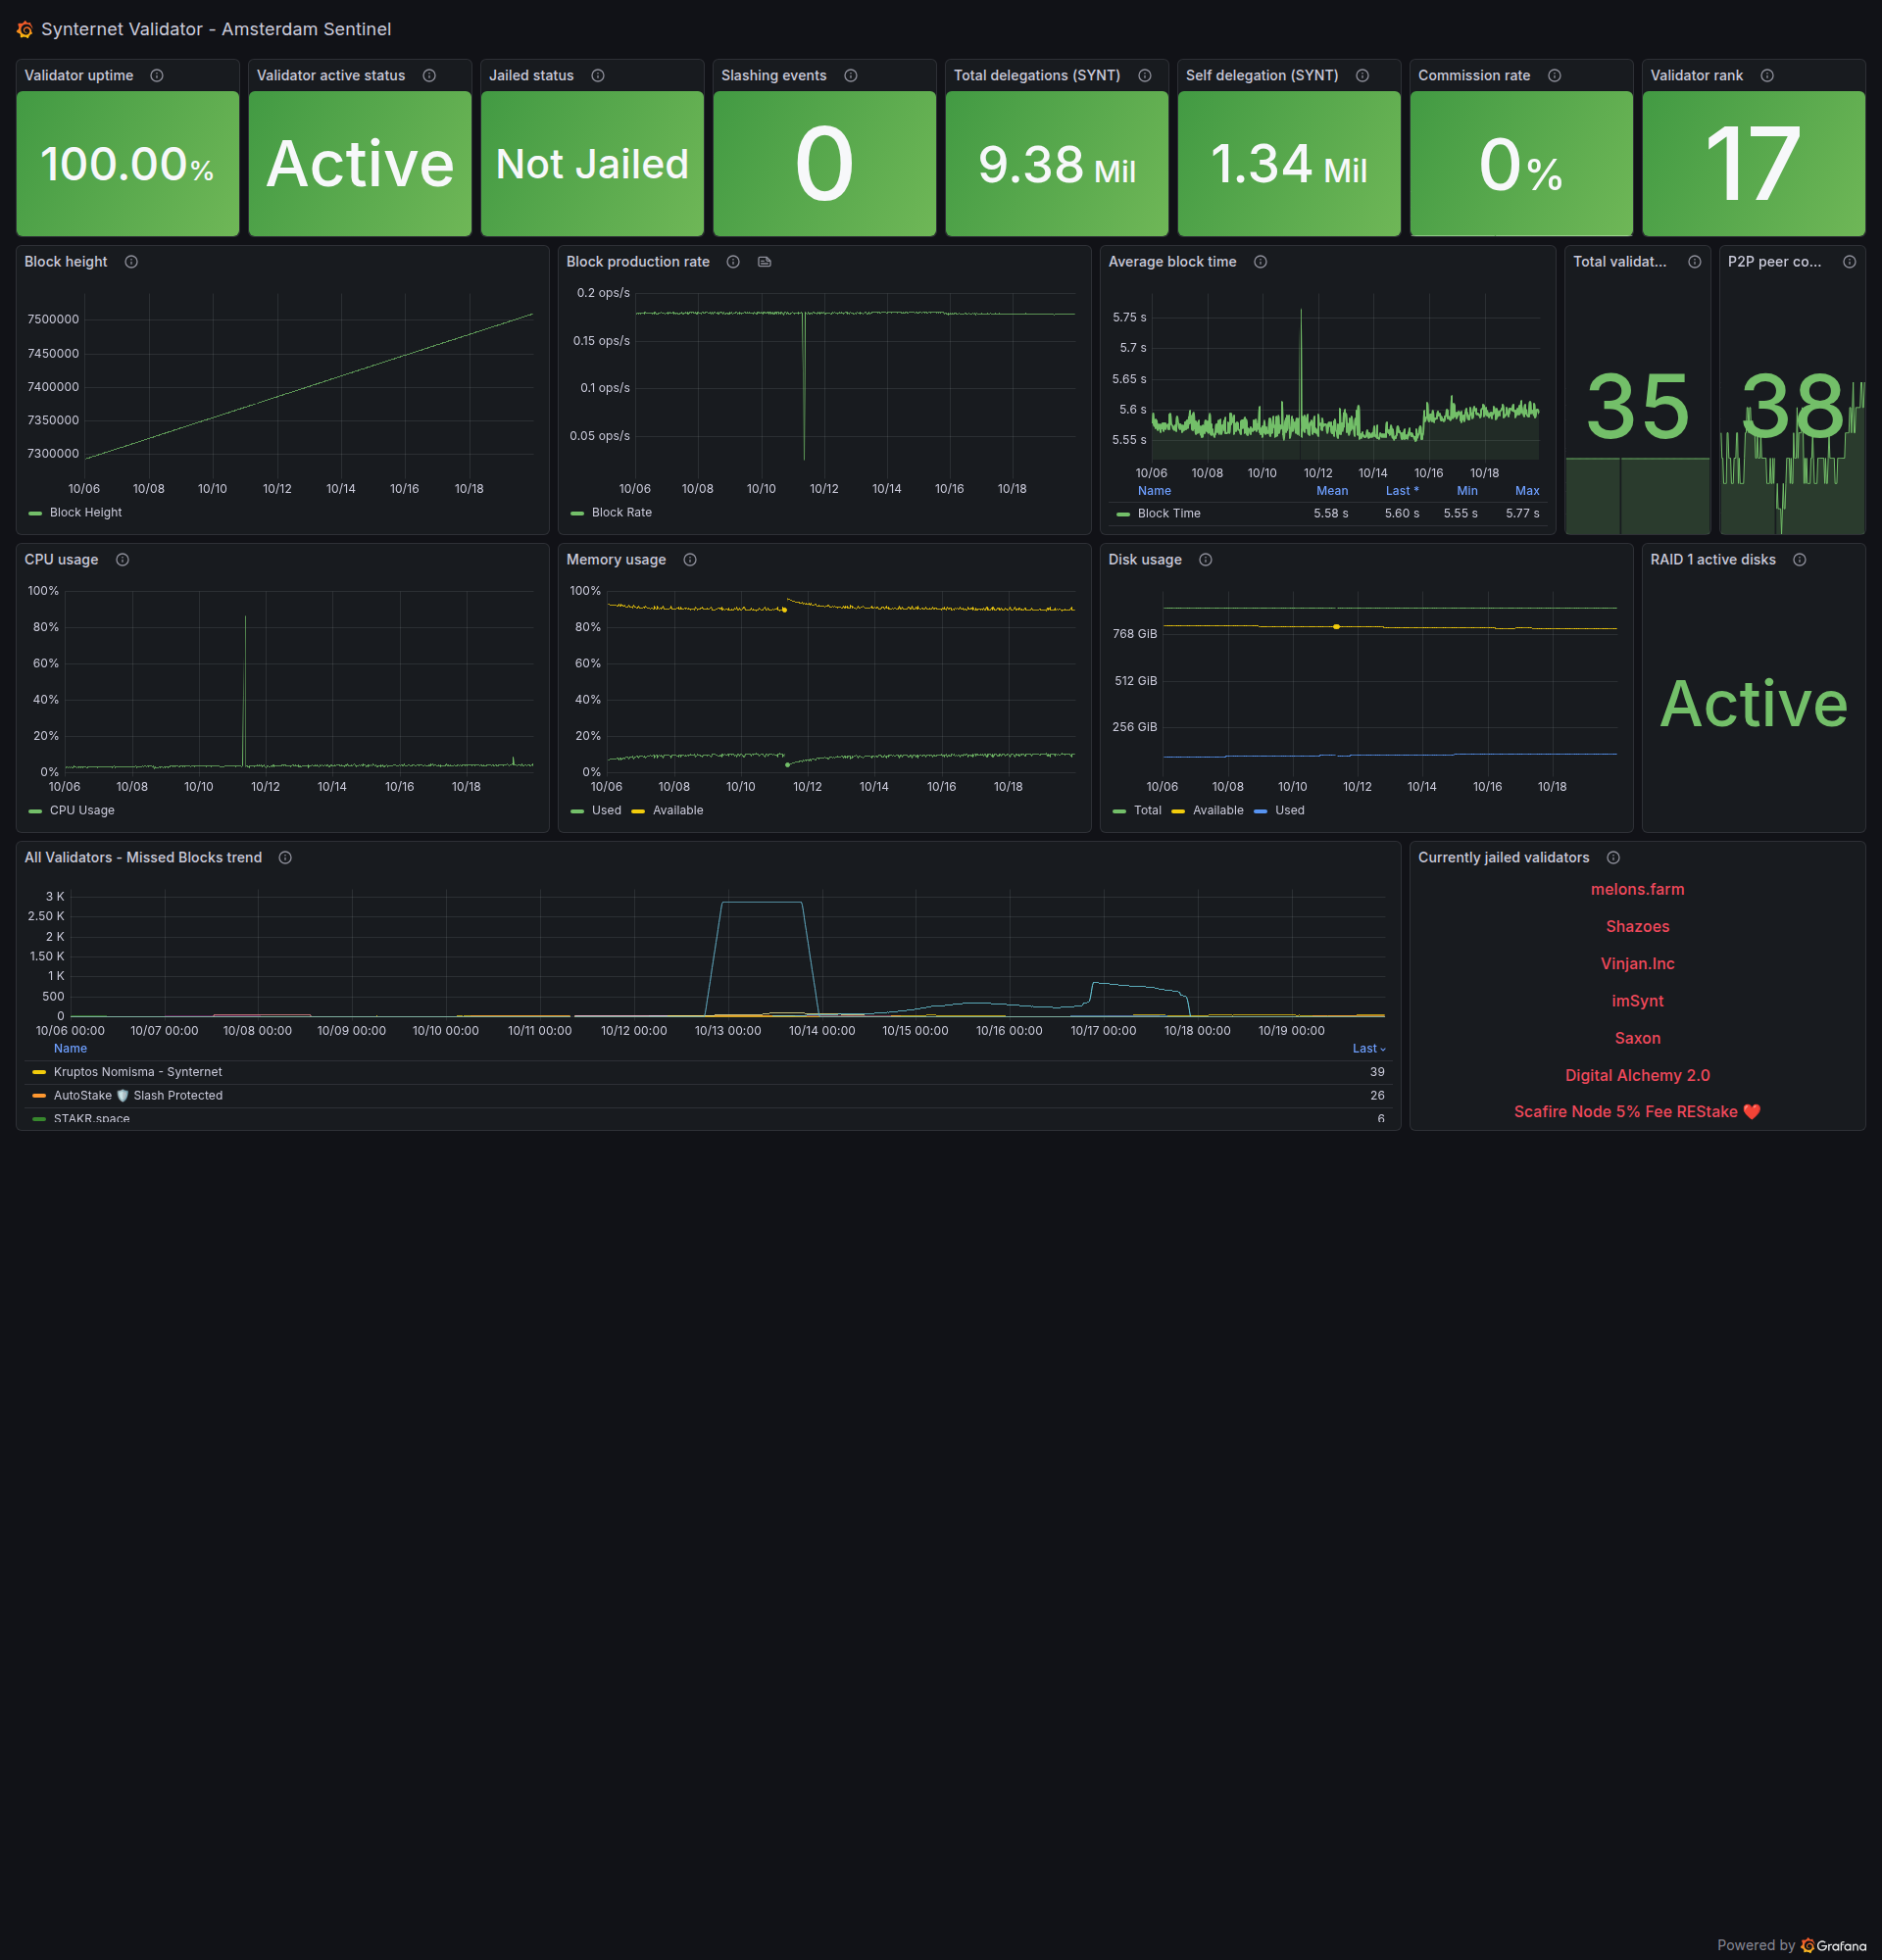 Synternet Validator - Amsterdam Sentinel
Validator uptime
100.00%
Validator active status
Active
Jailed status
Not Jailed
Slashing events
0
Total delegations (SYNT)
9.38 Mil
Self delegation (SYNT)
1.34 Mil
Commission rate
0%
Validator rank
17
Block height
7500000
7450000
7400000
7350000
7300000
10/06 10/08 10/10 10/12 10/14 10/16 10/18
Block Height
Block production rate
0.2 ops/s
0.15 ops/s
0.1 ops/s
0.05 ops/s
10/06 10/08 10/10 10/12 10/14 10/16 10/18
Block Rate
Average block time
5.75 s
5.7 s
5.65 s
5.6 s
5.55 s
10/06 10/08 10/10 10/12 10/14 10/16 10/18
Name Mean Last * Min Max
Block Time 5.58 s 5.60 s 5.55 s 5.77 s
Total validat...
35
P2P peer co...
38
CPU usage
100%
80%
60%
40%
20%
0%
10/06 10/08 10/10 10/12 10/14 10/16 10/18
CPU Usage
Memory usage
100%
80%
60%
40%
20%
0%
10/06 10/08 10/10 10/12 10/14 10/16 10/18
Used Available
Disk usage
768 GiB
512 GiB
256 GiB
10/06 10/08 10/10 10/12 10/14 10/16 10/18
Total Available Used
RAID 1 active disks
Active
All Validators - Missed Blocks trend
3 K
2.50 K
2 K
1.50 K
1 K
500
0
10/06 00:00 10/07 00:00 10/08 00:00 10/09 00:00 10/10 00:00 10/11 00:00 10/12 00:00 10/13 00:00 10/14 00:00 10/15 00:00 10/16 00:00 10/17 00:00 10/18 00:00 10/19 00:00
Name Last
Kruptos Nomisma - Synternet 39
AutoStake 🛡️ Slash Protected 26
STAKR.space 6
Currently jailed validators
melons.farm
Shazoes
Vinjan.Inc
imSynt
Saxon
Digital Alchemy 2.0
Scafire Node 5% Fee REStake ❤️
Powered by Grafana